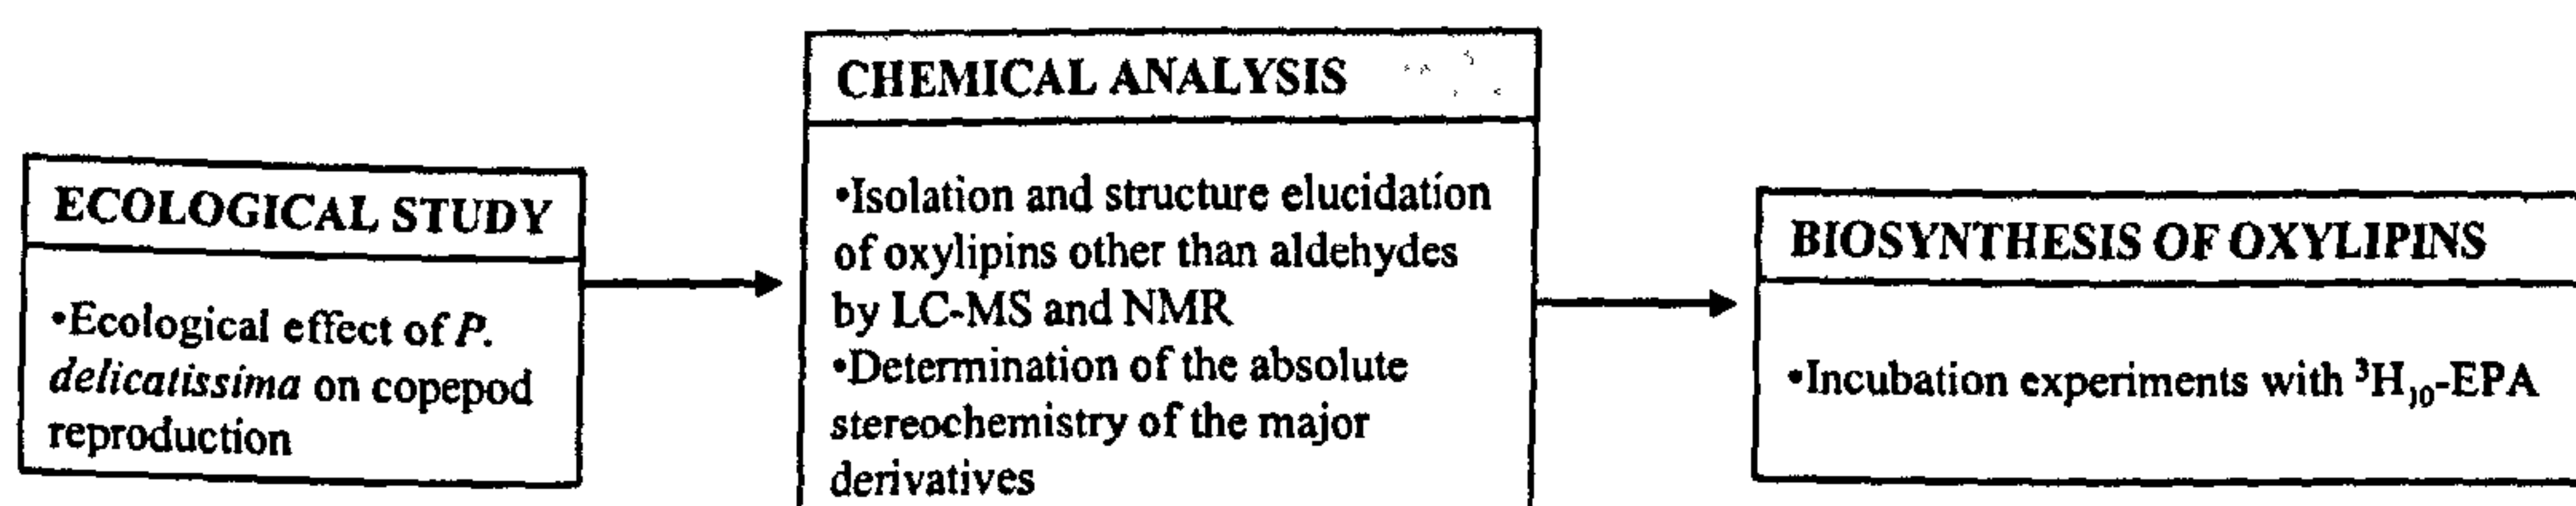 ECOLOGICAL STUDY
•Ecological effect of P.
delicatissima on copepod
reproduction
CHEMICAL ANALYSIS
•Isolation and structure elucidation
of oxylipins other than aldehydes
by LC-MS and NMR
•Determination of the absolute
stereochemistry of the major
derivatives
BIOSYNTHESIS OF OXYLIPINS
•Incubation experiments with ³H₁₀-EPA